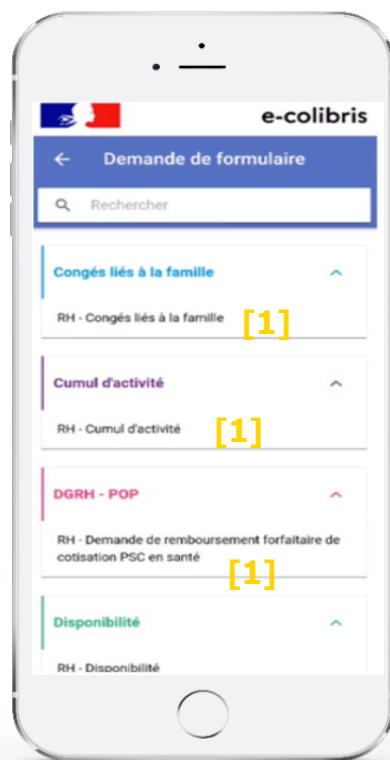 e-colibris
← Demande de formulaire
Rechercher
Congés liés à la famille
RH - Congés liés à la famille [1]
Cumul d'activité
RH - Cumul d'activité [1]
DGRH - POP
RH - Demande de remboursement forfaitaire de
cotisation PSC en santé
[1]
Disponibilité
RH - Disponibilité